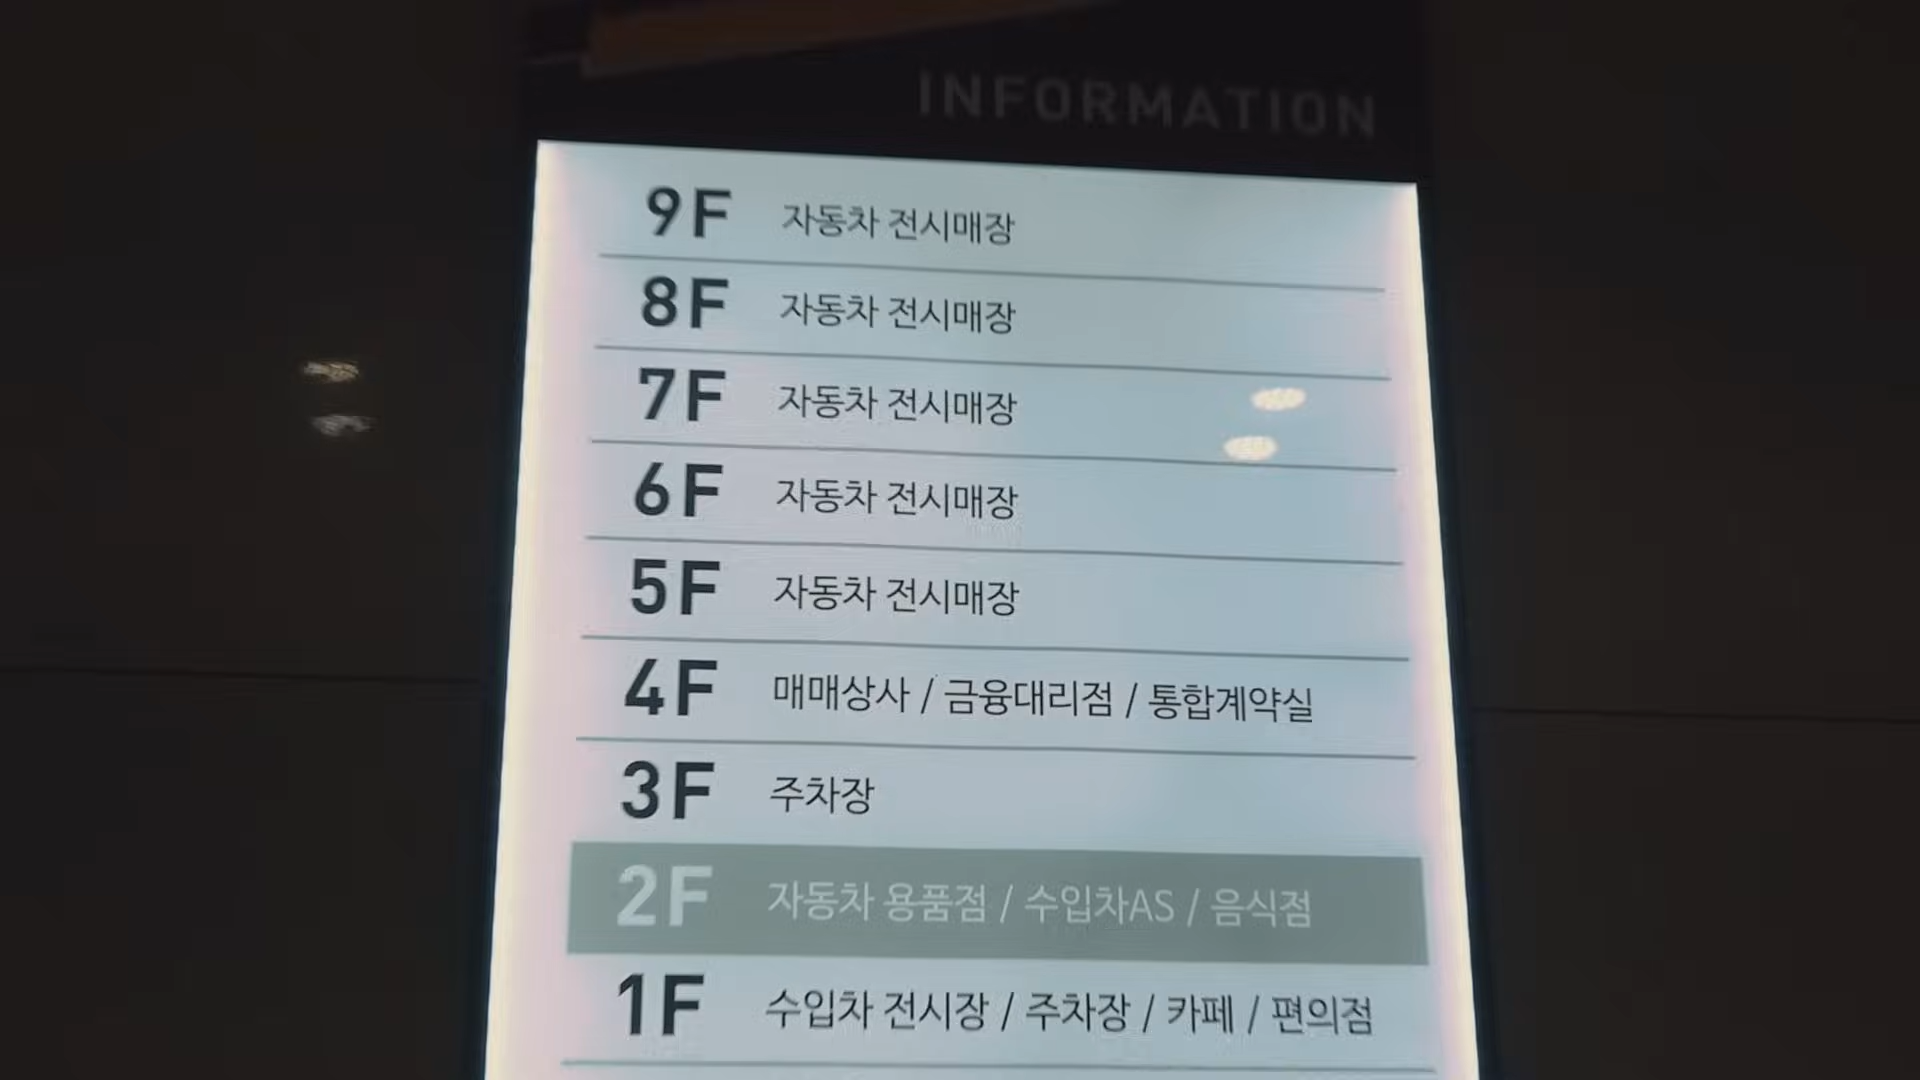 INFORMATION
9F 자동차 전시매장
8F 자동차 전시매장
7F 자동차 전시매장
6F 자동차 전시매장
5F 자동차 전시매장
4F 매매상사 / 금융대리점 / 통합계약실
3F 주차장
2F 자동차 용품점 / 수입차AS / 음식점
1F 수입차 전시장 / 주차장 / 카페 / 편의점